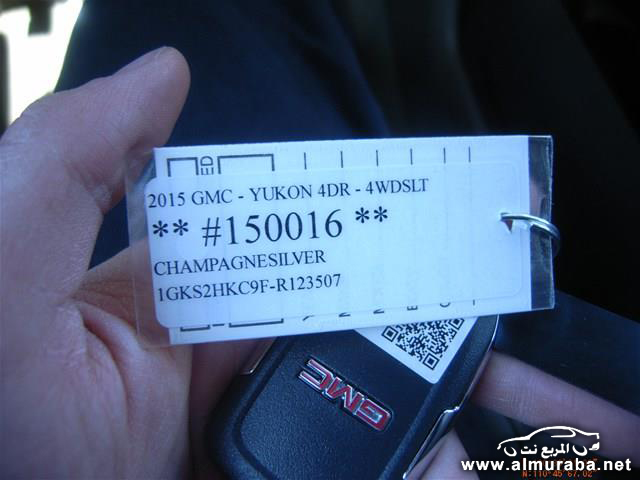 2015 GMC - YUKON 4DR - 4WDSLT
** #150016 **
CHAMPAGNESILVER
1GKS2HKC9F-R123507
GMC
المربع نت
www.almuraba.net